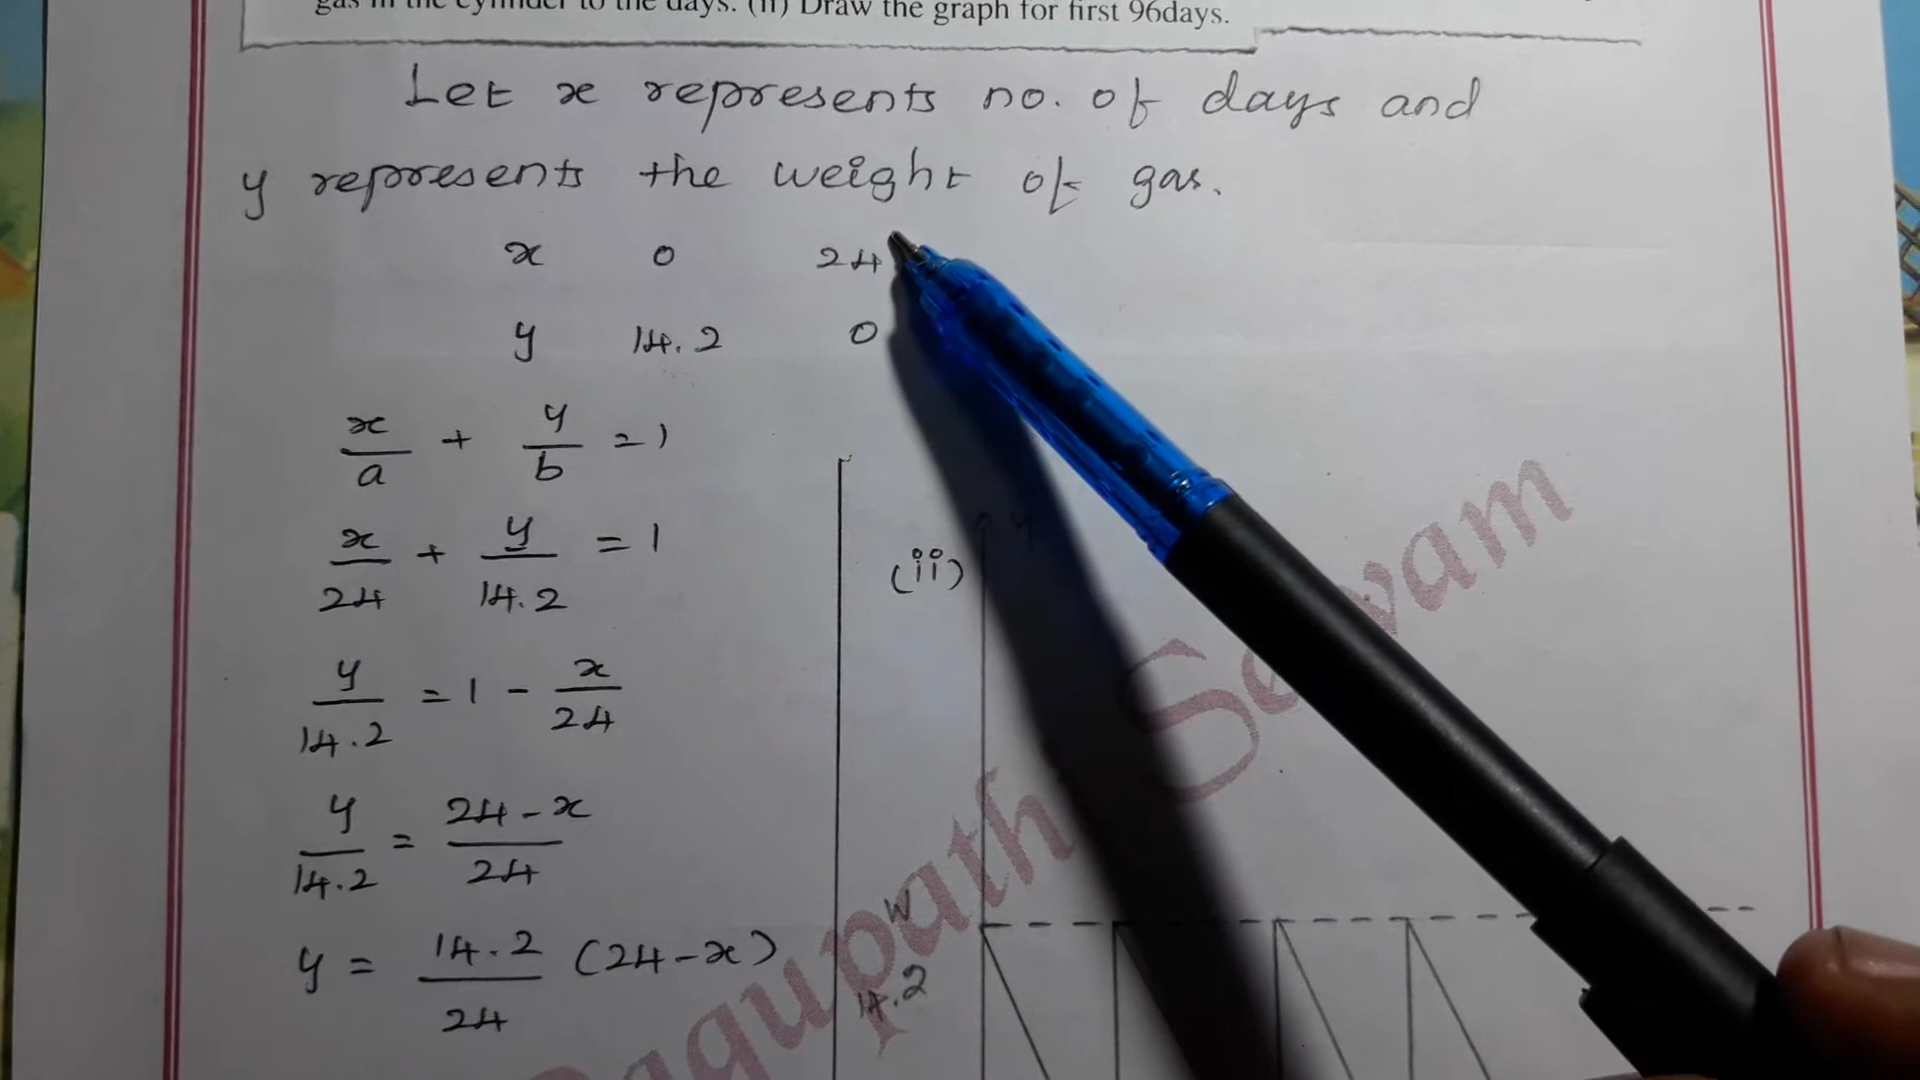 gas in the cylinder to the days. (ii) Draw the graph for first 96days.
Let x represents no. of days and
y represents the weight of gas.
x 0 24
y 14.2 0
x/a + y/b = 1
x/24 + y/14.2 = 1
y/14.2 = 1 - x/24
y/14.2 = 24-x/24
y = 14.2/24 (24-x)
(ii)
y
W
14.2
Ragupath Selvam